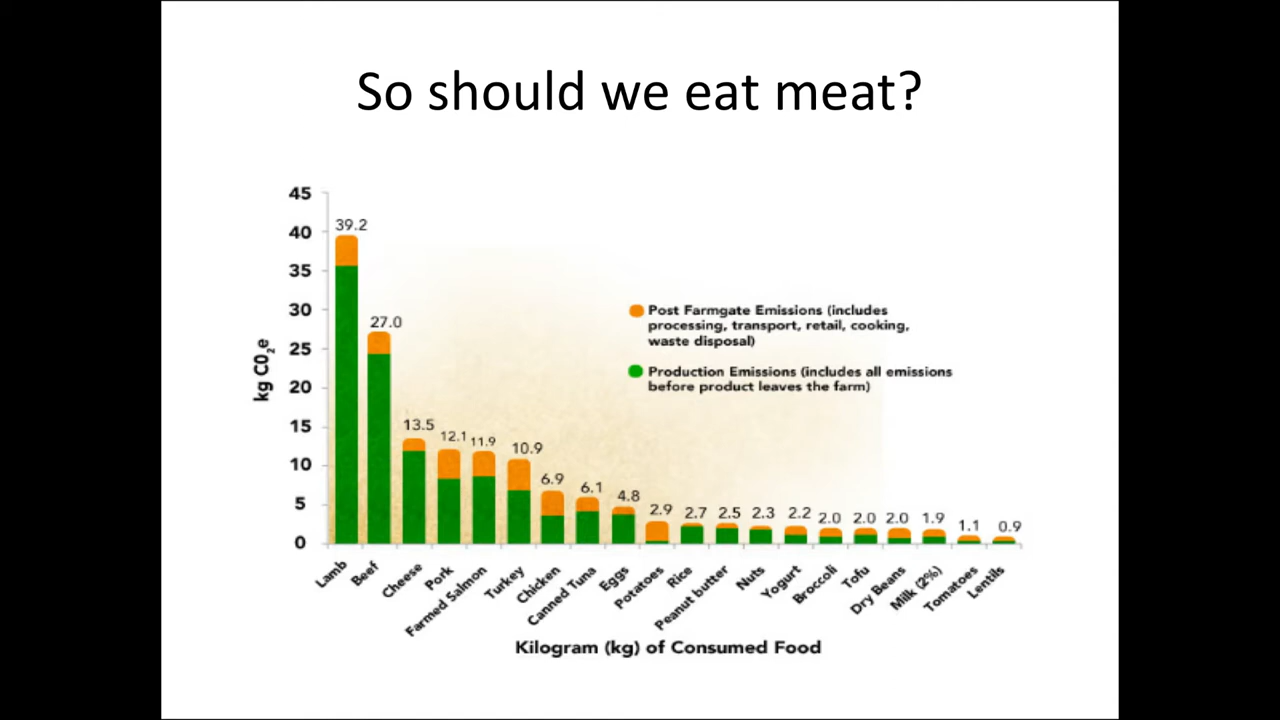 So should we eat meat?
45
40
35
30
25
20
15
10
5
0
kg CO₂e
39.2
27.0
13.5
12.1
11.9
10.9
6.9
6.1
4.8
2.9
2.7
2.5
2.3
2.2
2.0
2.0
2.0
1.9
1.1
0.9
Post Farmgate Emissions (includes
processing, transport, retail, cooking,
waste disposal)
Production Emissions (includes all emissions
before product leaves the farm)
Lamb
Beef
Cheese
Pork
Farmed Salmon
Turkey
Chicken
Canned Tuna
Eggs
Potatoes
Rice
Peanut butter
Nuts
Yogurt
Broccoli
Tofu
Dry Beans
Milk (2%)
Tomatoes
Lentils
Kilogram (kg) of Consumed Food